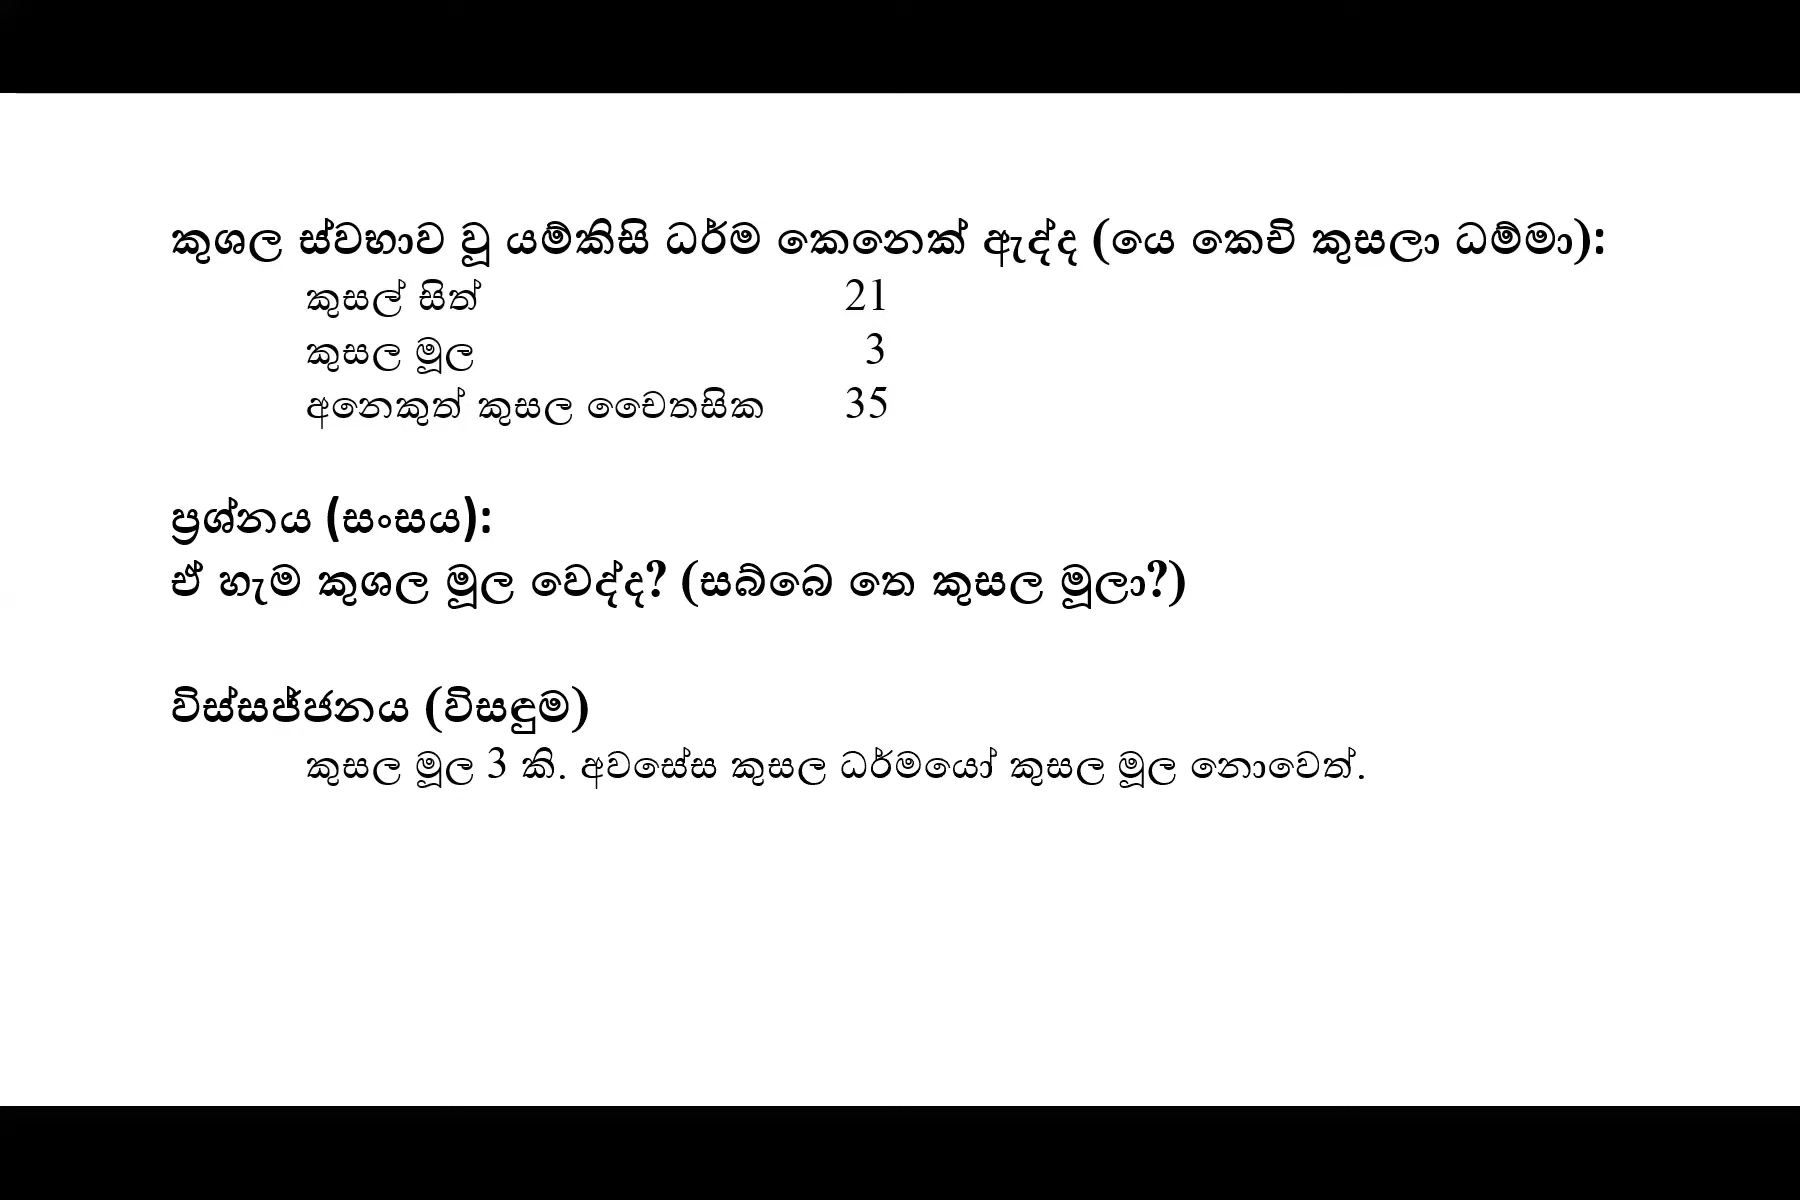 කුශල ස්වභාව වූ යම්කිසි ධර්ම කෙනෙක් ඇද්ද (යෙ කෙචි කුසලා ධම්මා):
කුසල් සිත් 21
කුසල මූල 3
අනෙකුත් කුසල චෛතසික 35
ප්‍රශ්නය (සංසය):
ඒ හැම කුශල මූල වෙද්ද? (සබ්බෙ තෙ කුසල මූලා?)
විස්සජ්ජනය (විසඳුම)
කුසල මූල 3 කි. අවසේස කුසල ධර්මයෝ කුසල මූල නොවෙත්.